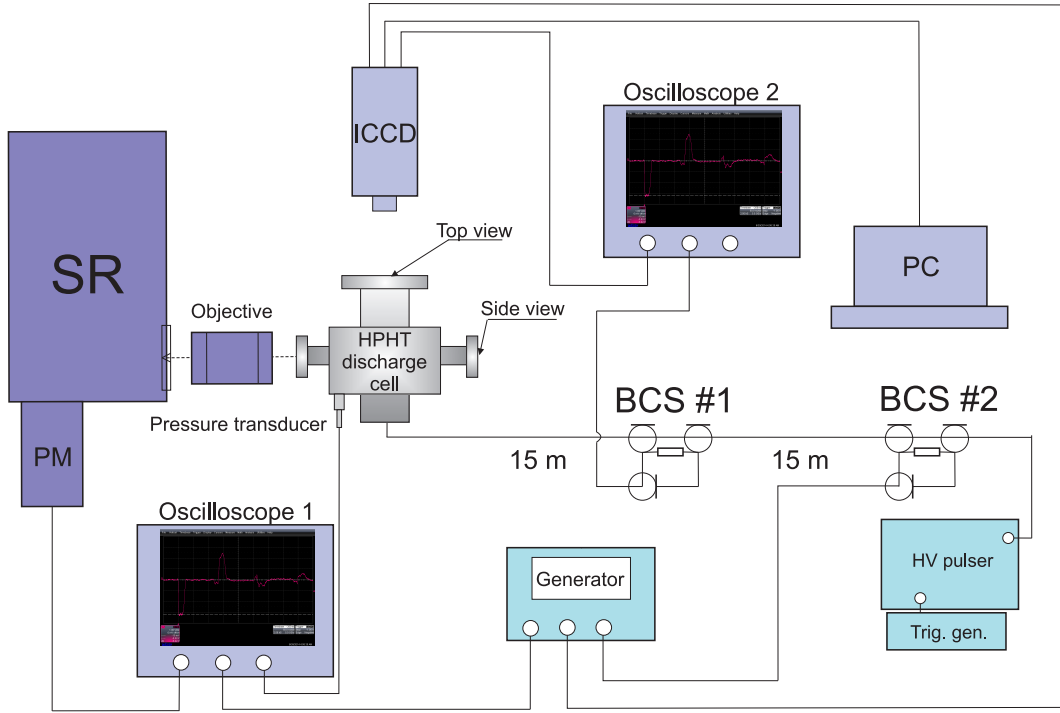 Oscilloscope 2
ICCD
SR
Top view
PC
Objective
Side view
HPHT
discharge
cell
BCS #1
BCS #2
Pressure transducer
PM
15 m
15 m
Oscilloscope 1
Generator
HV pulser
Trig. gen.